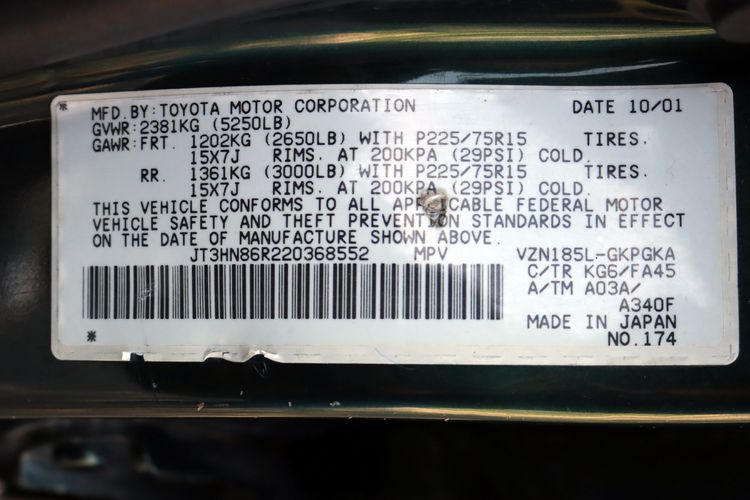 MFD.BY:TOYOTA MOTOR CORPORATION DATE 10/01
GVWR:2381KG (5250LB)
GAWR:FRT. 1202KG (2650LB) WITH P225/75R15 TIRES.
15X7J RIMS. AT 200KPA (29PSI) COLD.
RR. 1361KG (3000LB) WITH P225/75R15 TIRES.
15X7J RIMS. AT 200KPA (29PSI) COLD.
THIS VEHICLE CONFORMS TO ALL APPLICABLE FEDERAL MOTOR
VEHICLE SAFETY AND THEFT PREVENTION STANDARDS IN EFFECT
ON THE DATE OF MANUFACTURE SHOWN ABOVE.
JT3HN86R220368552 MPV VZN185L-GKPGKA
C/TR KG6/FA45
A/TM A03A/
A340F
MADE IN JAPAN
NO.174